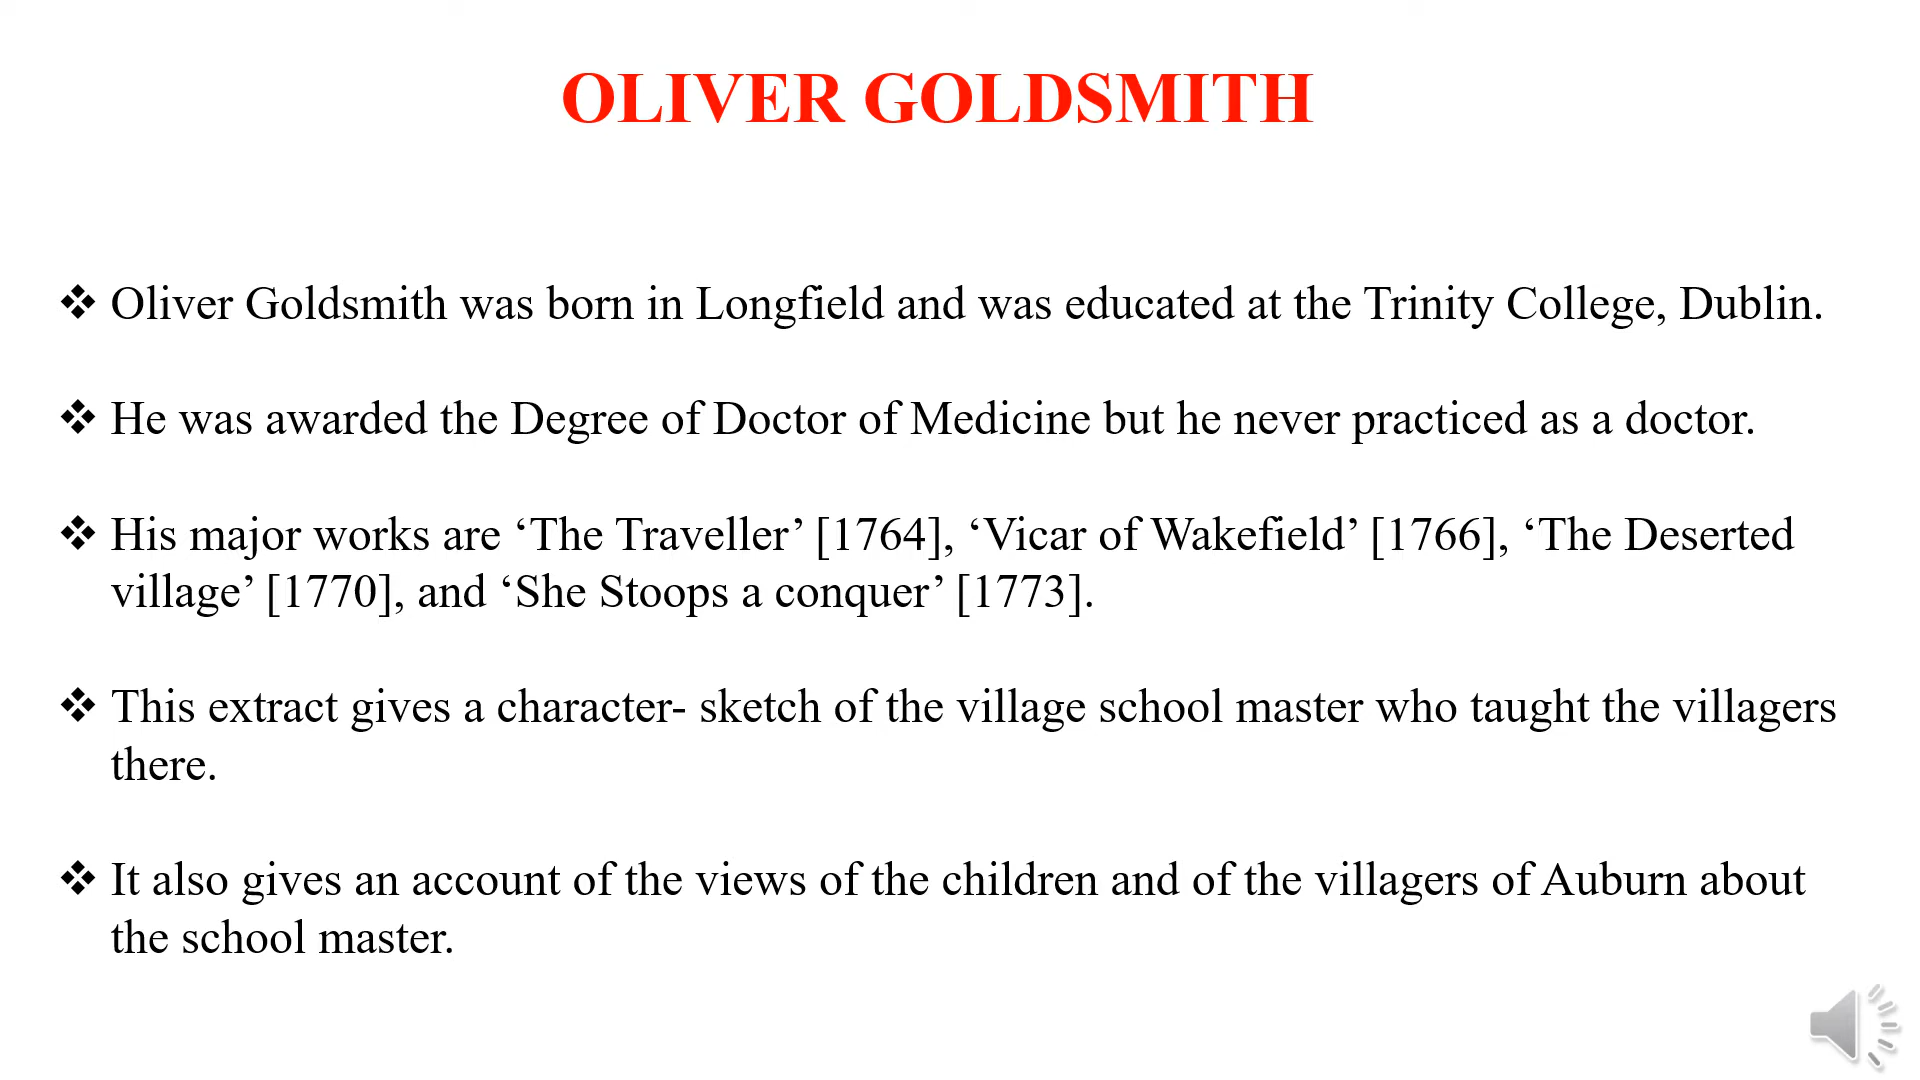 OLIVER GOLDSMITH
❖ Oliver Goldsmith was born in Longfield and was educated at the Trinity College, Dublin.
❖ He was awarded the Degree of Doctor of Medicine but he never practiced as a doctor.
❖ His major works are ‘The Traveller’ [1764], ‘Vicar of Wakefield’ [1766], ‘The Deserted
village’ [1770], and ‘She Stoops a conquer’ [1773].
❖ This extract gives a character- sketch of the village school master who taught the villagers
there.
❖ It also gives an account of the views of the children and of the villagers of Auburn about
the school master.